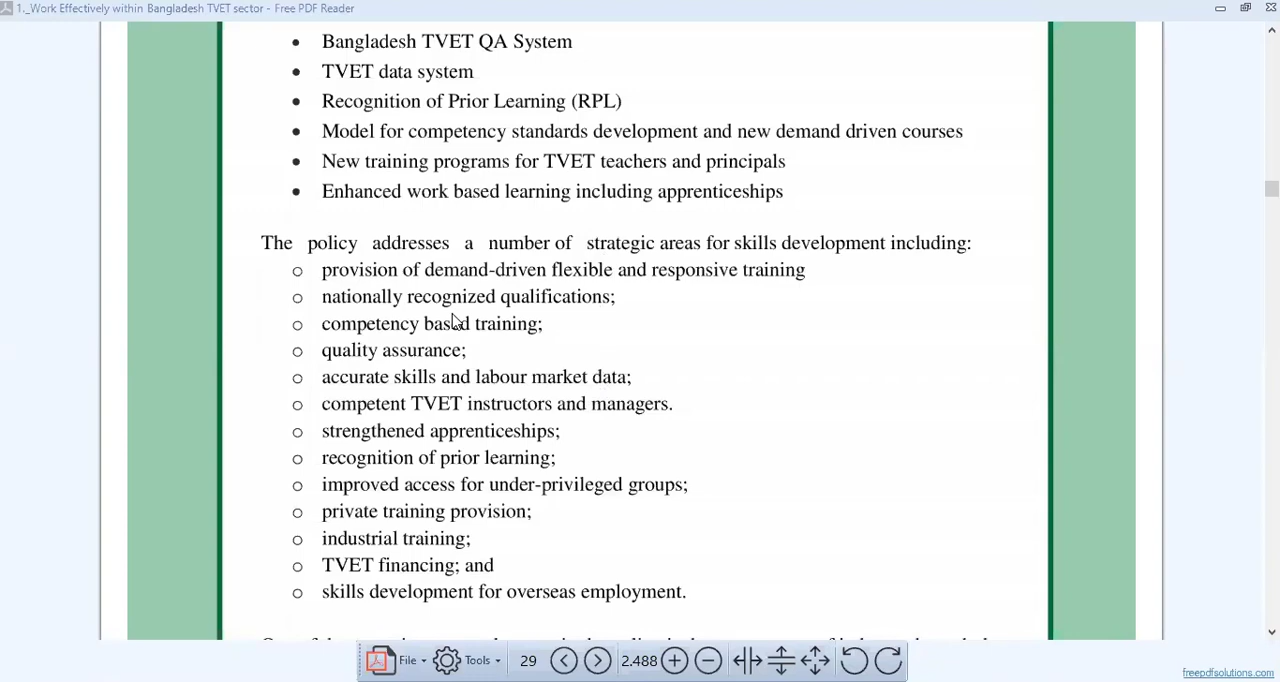 1._Work Effectively within Bangladesh TVET sector - Free PDF Reader
• Bangladesh TVET QA System
• TVET data system
• Recognition of Prior Learning (RPL)
• Model for competency standards development and new demand driven courses
• New training programs for TVET teachers and principals
• Enhanced work based learning including apprenticeships
The policy addresses a number of strategic areas for skills development including:
o provision of demand-driven flexible and responsive training
o nationally recognized qualifications;
o competency based training;
o quality assurance;
o accurate skills and labour market data;
o competent TVET instructors and managers.
o strengthened apprenticeships;
o recognition of prior learning;
o improved access for under-privileged groups;
o private training provision;
o industrial training;
o TVET financing; and
o skills development for overseas employment.
File Tools 29 2.488
freepdfsolutions.com